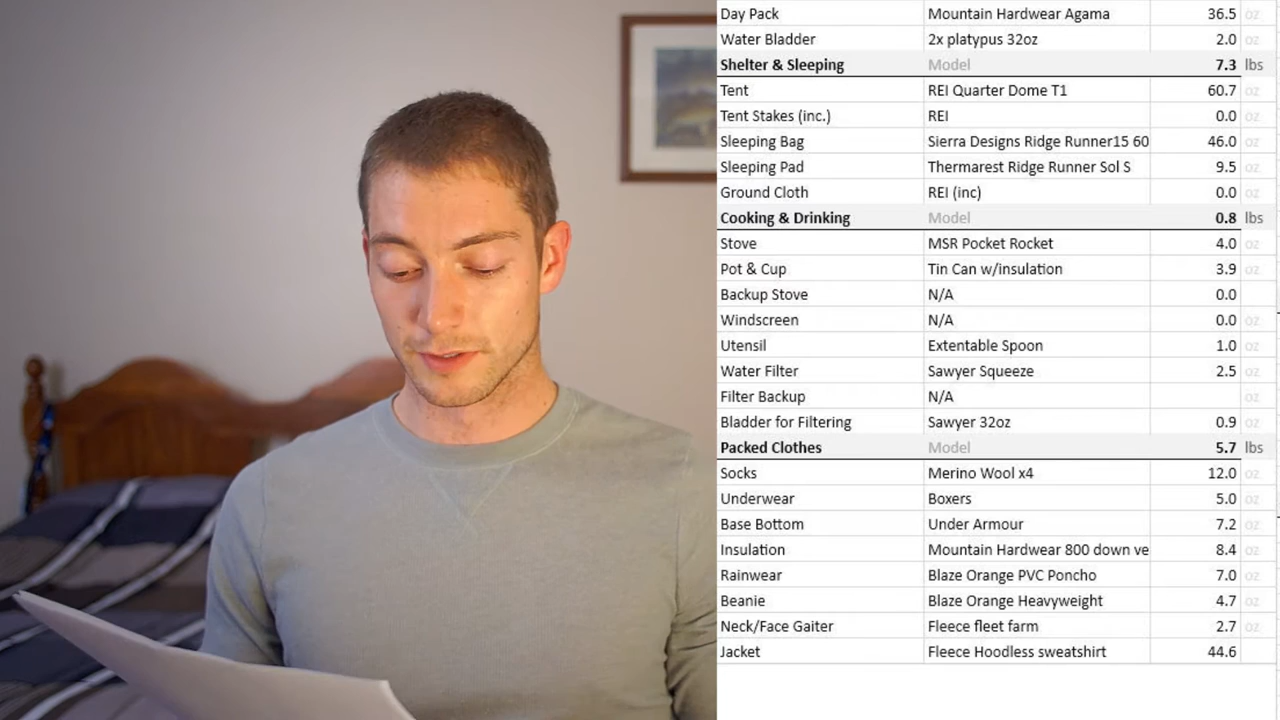 Day Pack Mountain Hardwear Agama 36.5 oz
Water Bladder 2x platypus 32oz 2.0 oz
Shelter & Sleeping Model 7.3 lbs
Tent REI Quarter Dome T1 60.7 oz
Tent Stakes (inc.) REI 0.0 oz
Sleeping Bag Sierra Designs Ridge Runner15 60 46.0 oz
Sleeping Pad Thermarest Ridge Runner Sol S 9.5 oz
Ground Cloth REI (inc) 0.0 oz
Cooking & Drinking Model 0.8 lbs
Stove MSR Pocket Rocket 4.0 oz
Pot & Cup Tin Can w/insulation 3.9 oz
Backup Stove N/A 0.0
Windscreen N/A 0.0 oz
Utensil Extentable Spoon 1.0 oz
Water Filter Sawyer Squeeze 2.5 oz
Filter Backup N/A oz
Bladder for Filtering Sawyer 32oz 0.9 oz
Packed Clothes Model 5.7 lbs
Socks Merino Wool x4 12.0 oz
Underwear Boxers 5.0 oz
Base Bottom Under Armour 7.2 oz
Insulation Mountain Hardwear 800 down ve 8.4 oz
Rainwear Blaze Orange PVC Poncho 7.0 oz
Beanie Blaze Orange Heavyweight 4.7 oz
Neck/Face Gaiter Fleece fleet farm 2.7 oz
Jacket Fleece Hoodless sweatshirt 44.6